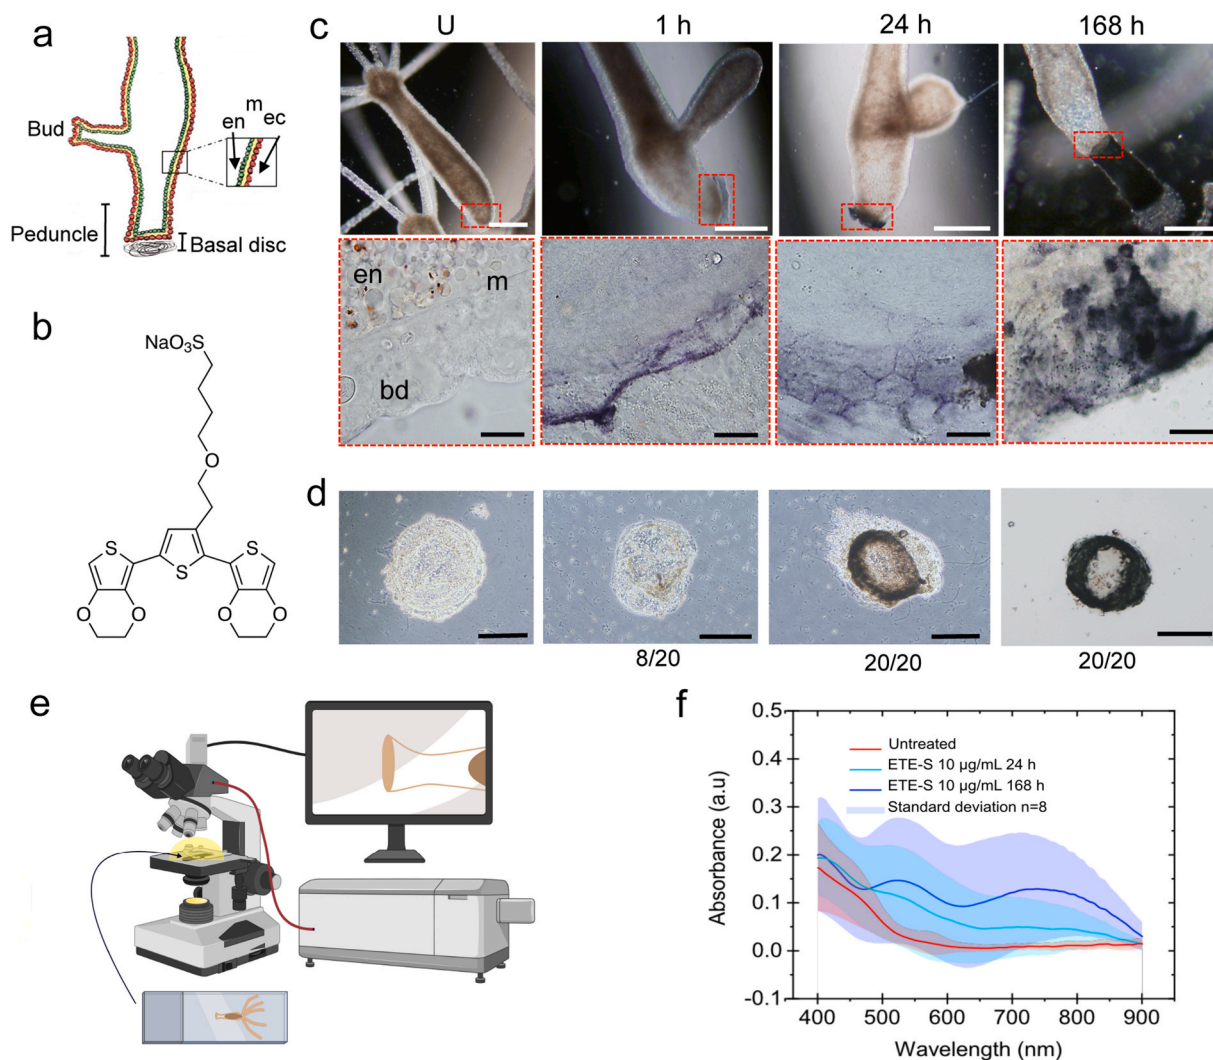 a
Bud
en
m
ec
Peduncle
Basal disc
b
NaO₃S
O
S
S
S
O
O
O
O
c
U
1 h
24 h
168 h
en
m
bd
d
8/20
20/20
20/20
e
f
Absorbance (a.u)
0.5
0.4
0.3
0.2
0.1
0.0
-0.1
Untreated
ETE-S 10 µg/mL 24 h
ETE-S 10 µg/mL 168 h
Standard deviation n=8
400 500 600 700 800 900
Wavelength (nm)